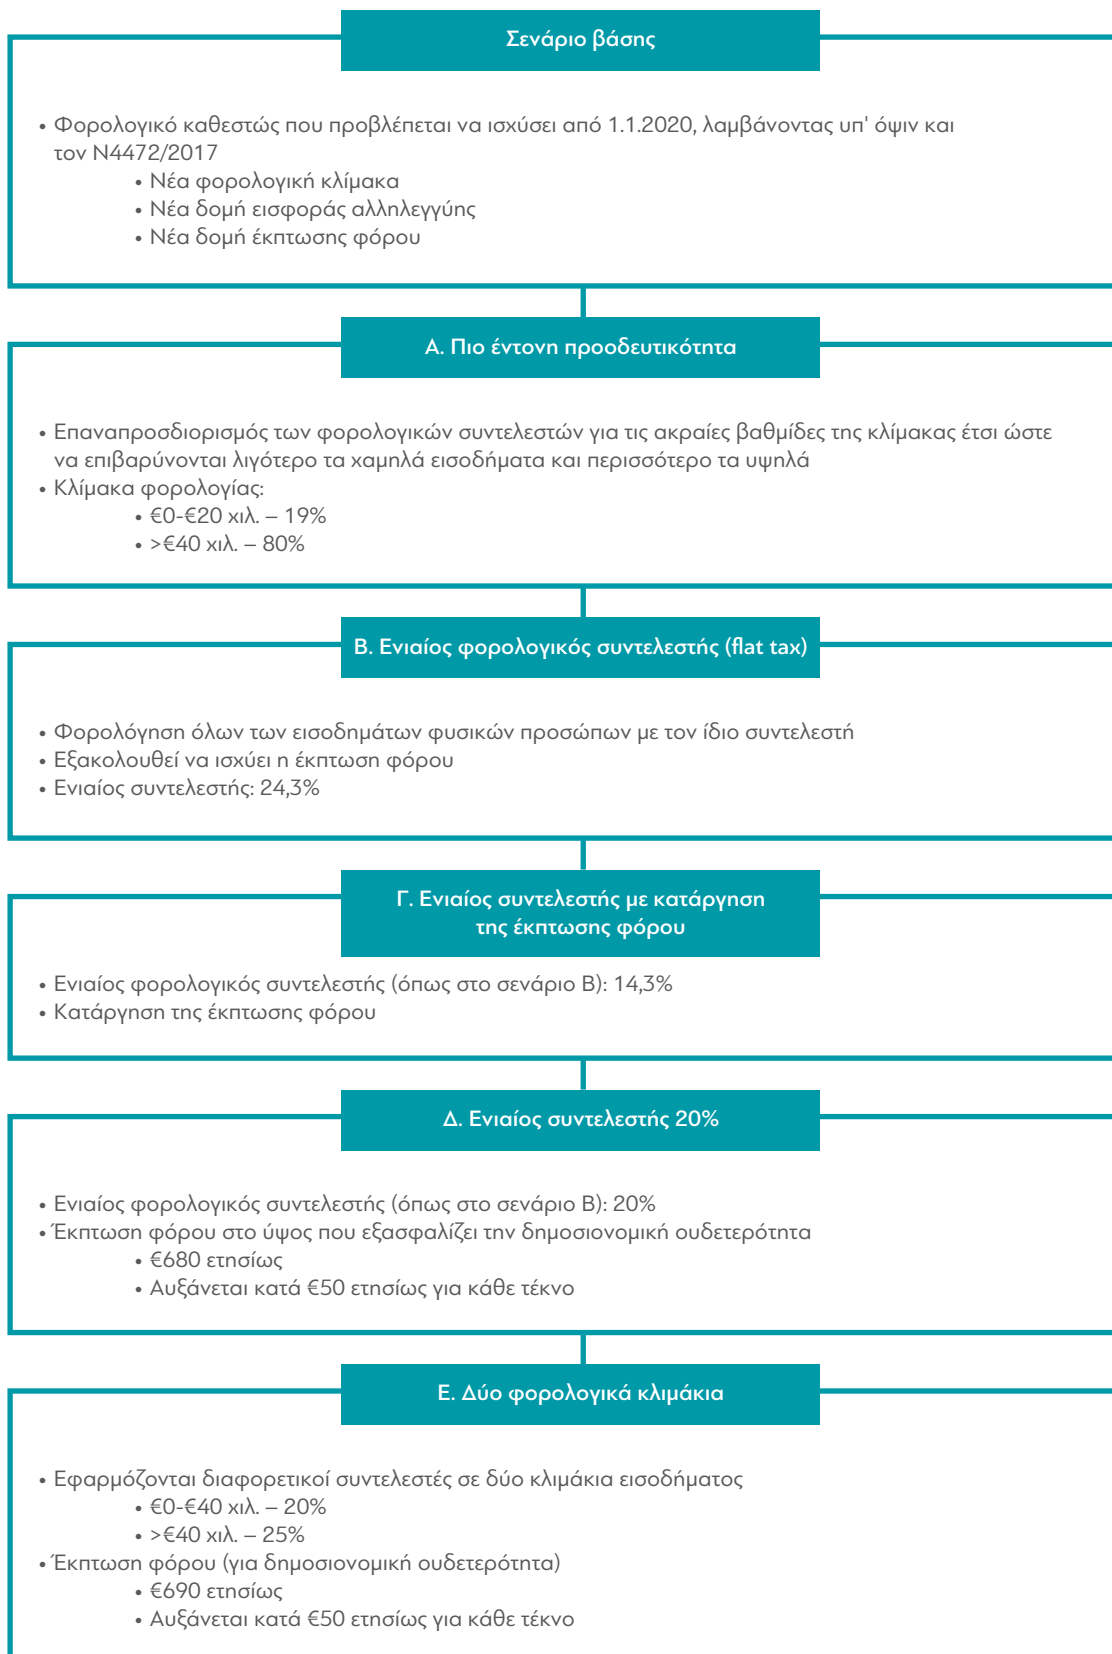 Σενάριο βάσης
• Φορολογικό καθεστώς που προβλέπεται να ισχύσει από 1.1.2020, λαμβάνοντας υπ' όψιν και
τον Ν4472/2017
• Νέα φορολογική κλίμακα
• Νέα δομή εισφοράς αλληλεγγύης
• Νέα δομή έκπτωσης φόρου
Α. Πιο έντονη προοδευτικότητα
• Επαναπροσδιορισμός των φορολογικών συντελεστών για τις ακραίες βαθμίδες της κλίμακας έτσι ώστε
να επιβαρύνονται λιγότερο τα χαμηλά εισοδήματα και περισσότερο τα υψηλά
• Κλίμακα φορολογίας:
• €0-€20 χιλ. – 19%
• >€40 χιλ. – 80%
Β. Ενιαίος φορολογικός συντελεστής (flat tax)
• Φορολόγηση όλων των εισοδημάτων φυσικών προσώπων με τον ίδιο συντελεστή
• Εξακολουθεί να ισχύει η έκπτωση φόρου
• Ενιαίος συντελεστής: 24,3%
Γ. Ενιαίος συντελεστής με κατάργηση
της έκπτωσης φόρου
• Ενιαίος φορολογικός συντελεστής (όπως στο σενάριο Β): 14,3%
• Κατάργηση της έκπτωσης φόρου
Δ. Ενιαίος συντελεστής 20%
• Ενιαίος φορολογικός συντελεστής (όπως στο σενάριο Β): 20%
• Έκπτωση φόρου στο ύψος που εξασφαλίζει την δημοσιονομική ουδετερότητα
• €680 ετησίως
• Αυξάνεται κατά €50 ετησίως για κάθε τέκνο
Ε. Δύο φορολογικά κλιμάκια
• Εφαρμόζονται διαφορετικοί συντελεστές σε δύο κλιμάκια εισοδήματος
• €0-€40 χιλ. – 20%
• >€40 χιλ. – 25%
• Έκπτωση φόρου (για δημοσιονομική ουδετερότητα)
• €690 ετησίως
• Αυξάνεται κατά €50 ετησίως για κάθε τέκνο